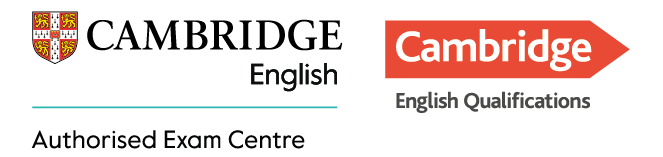 CAMBRIDGE
English
Authorised Exam Centre
Cambridge
English Qualifications